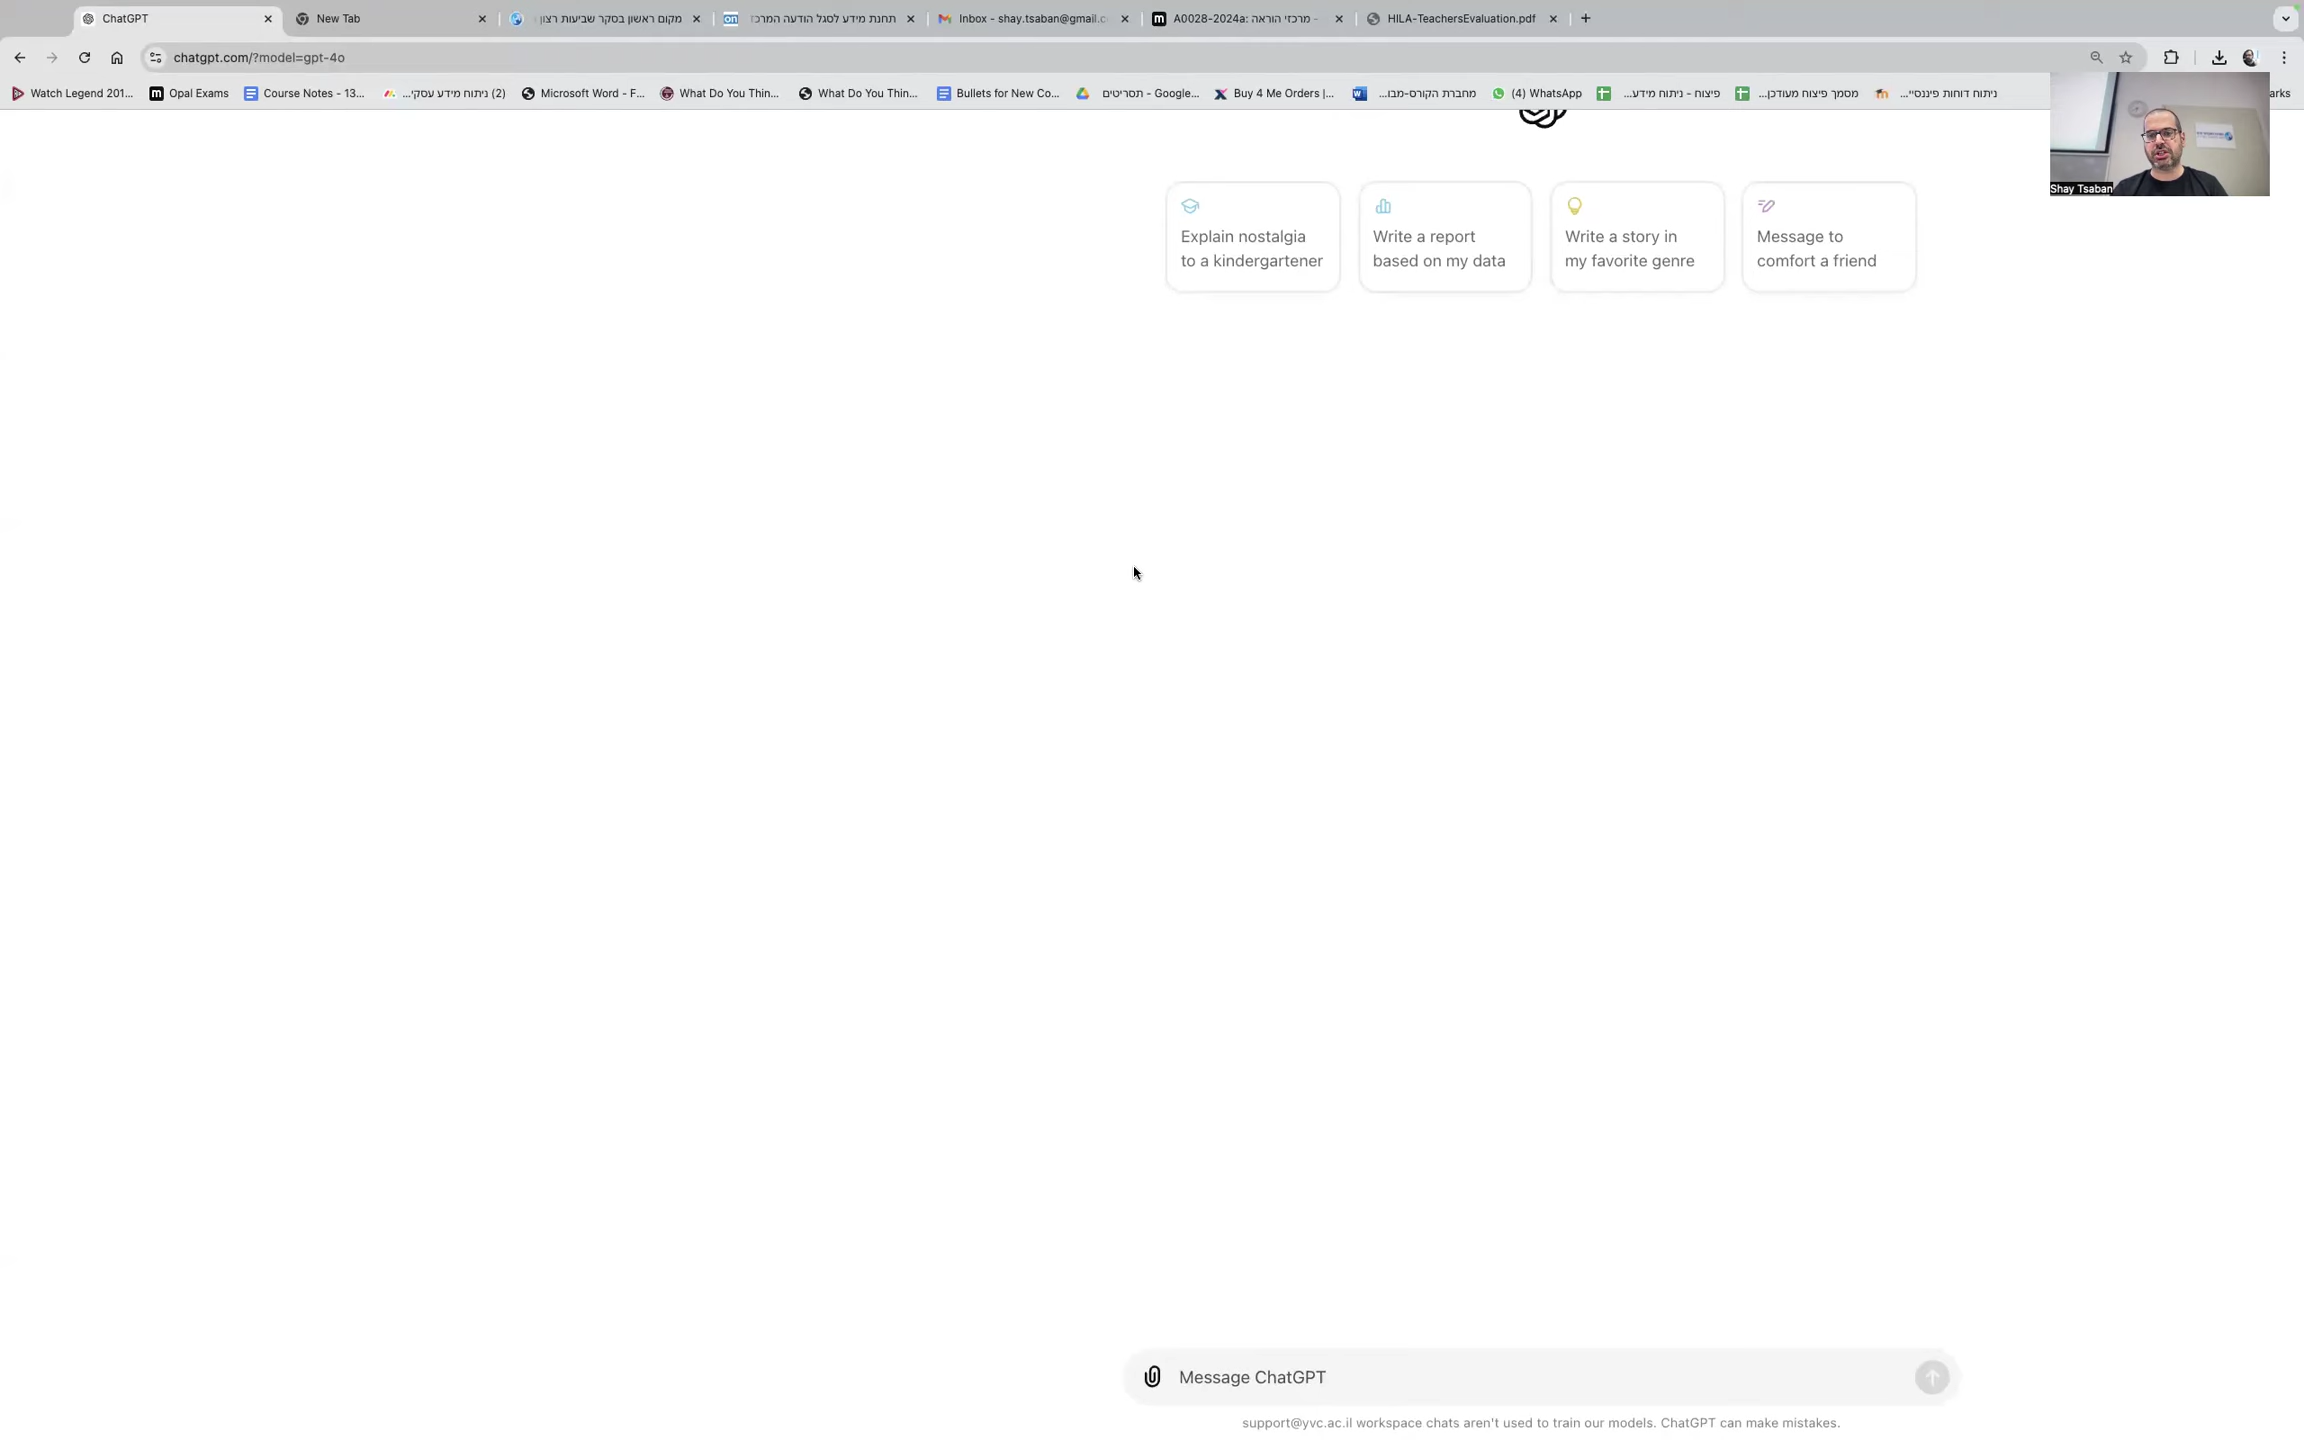 ChatGPT
New Tab
מקום ראשון בסקר שביעות רצון
תחנת מידע לסגל הודעה המרכז
Inbox - shay.tsaban@gmail.c
A0028-2024a: מרכזי הוראה -
HILA-TeachersEvaluation.pdf
chatgpt.com/?model=gpt-4o
Watch Legend 201...
Opal Exams
Course Notes - 13...
(2) ניתוח מידע עסקי...
Microsoft Word - F...
What Do You Thin...
What Do You Thin...
Bullets for New Co...
תסריטים - Google...
Buy 4 Me Orders |...
מחברת הקורס-מבו...
(4) WhatsApp
פיצוח - ניתוח מידע...
מסמך פיצוח מעודכן...
ניתוח דוחות פיננסיי...
arks
Shay Tsaban
Explain nostalgia
to a kindergartener
Write a report
based on my data
Write a story in
my favorite genre
Message to
comfort a friend
Message ChatGPT
support@yvc.ac.il workspace chats aren't used to train our models. ChatGPT can make mistakes.